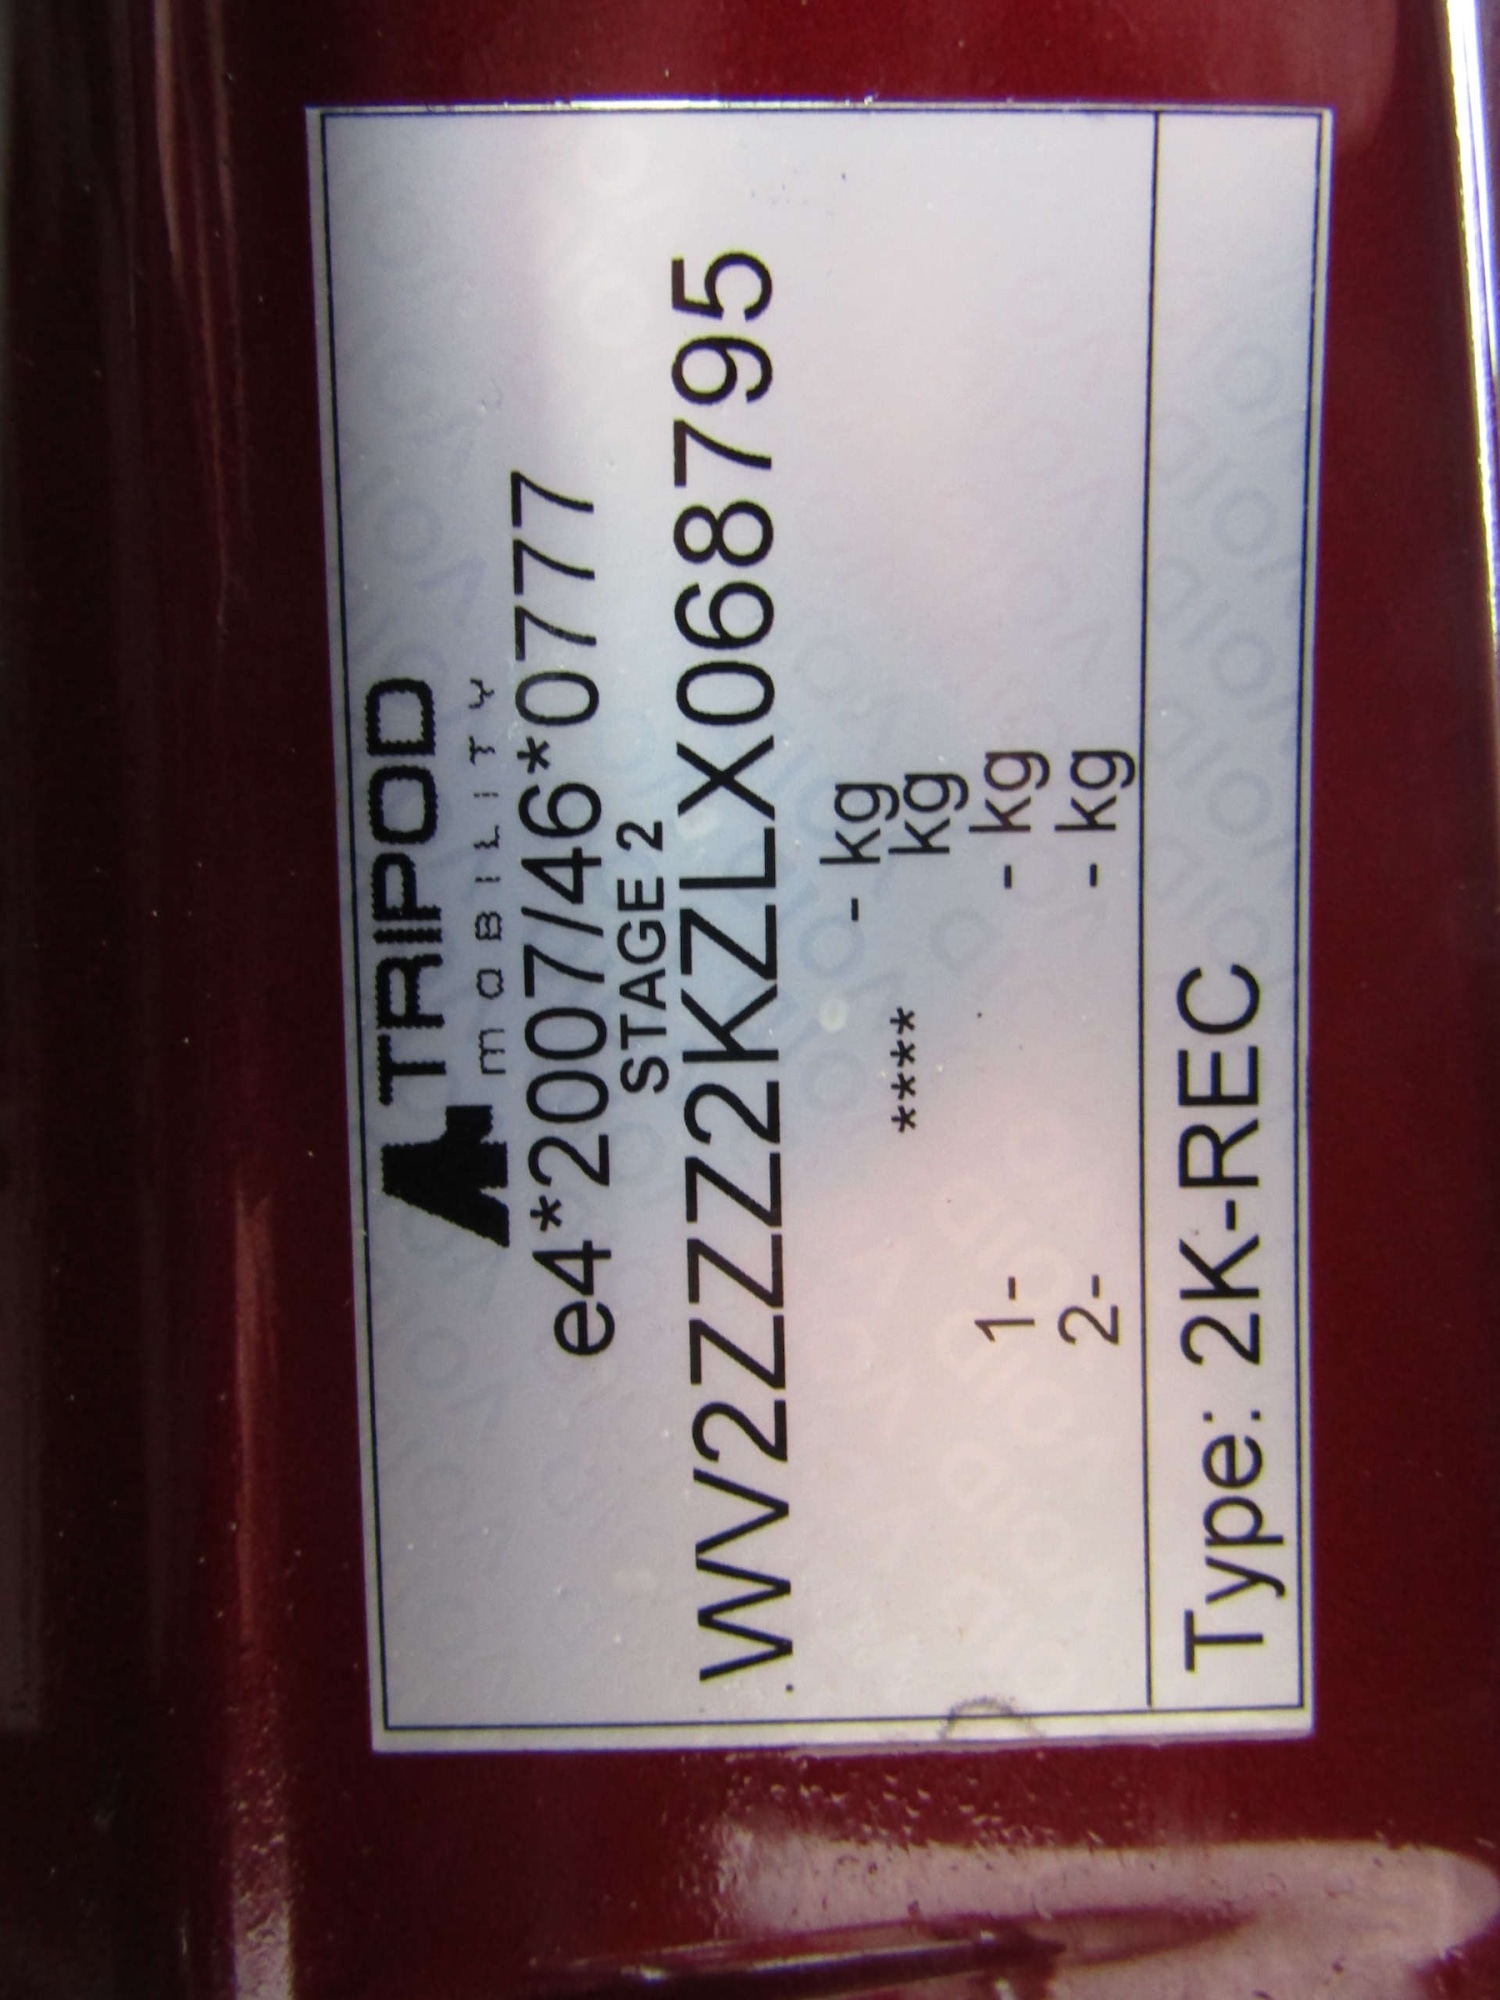 TRIPOD
MOBILITY
e4*2007/46*0777
STAGE 2
WV2ZZZ2KZLX068795
- kg
**** kg
1- - kg
2- - kg
Type: 2K-REC